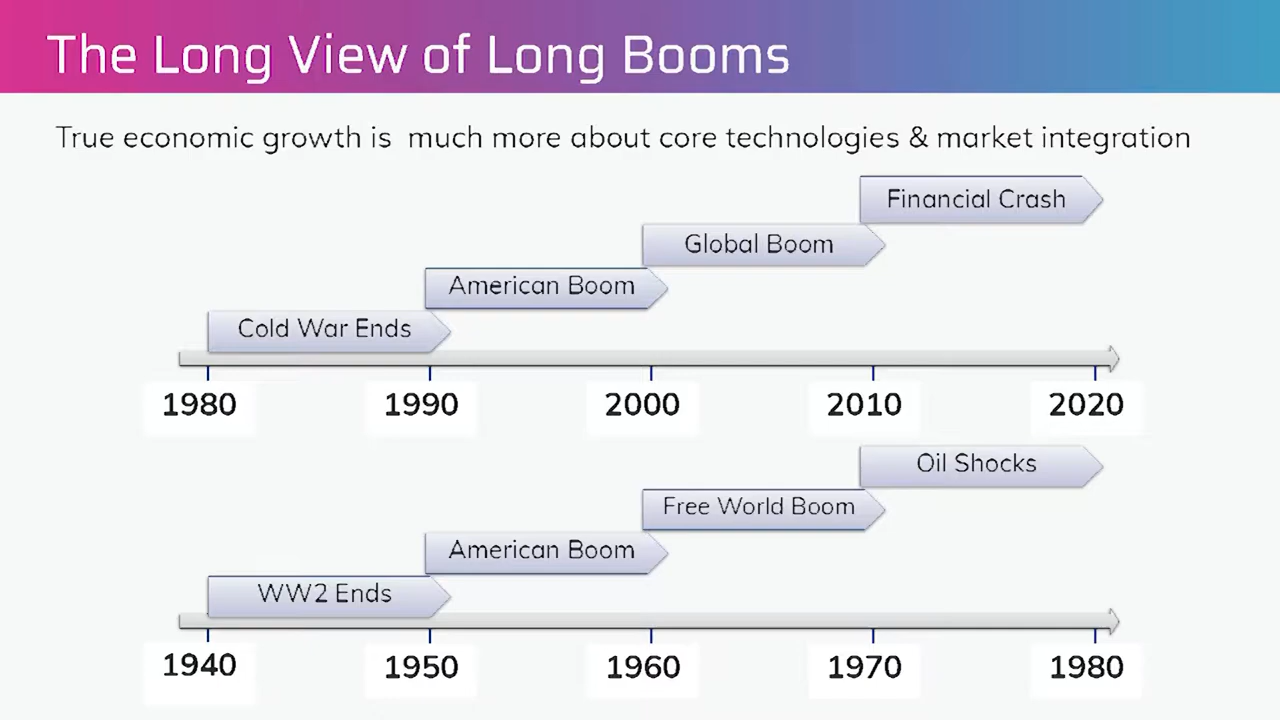 The Long View of Long Booms
True economic growth is much more about core technologies & market integration
Financial Crash
Global Boom
American Boom
Cold War Ends
1980 1990 2000 2010 2020
Oil Shocks
Free World Boom
American Boom
WW2 Ends
1940 1950 1960 1970 1980